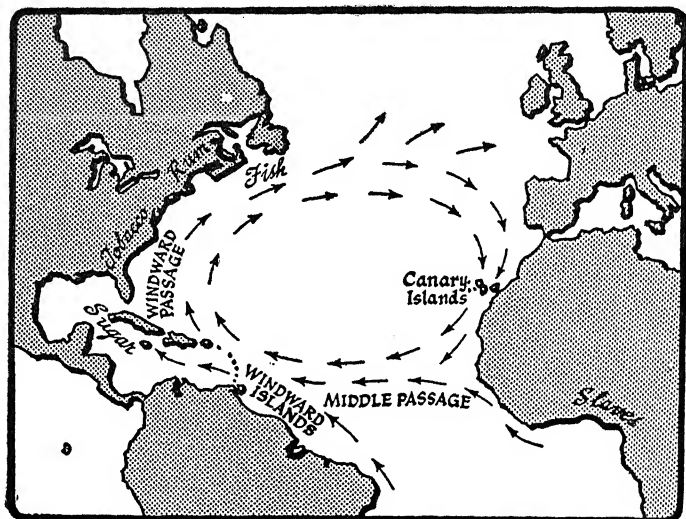 Rum
Fish
Tobacco
WINDWARD
PASSAGE
Canary
Islands
Sugar
WINDWARD
ISLANDS
MIDDLE PASSAGE
Slaves